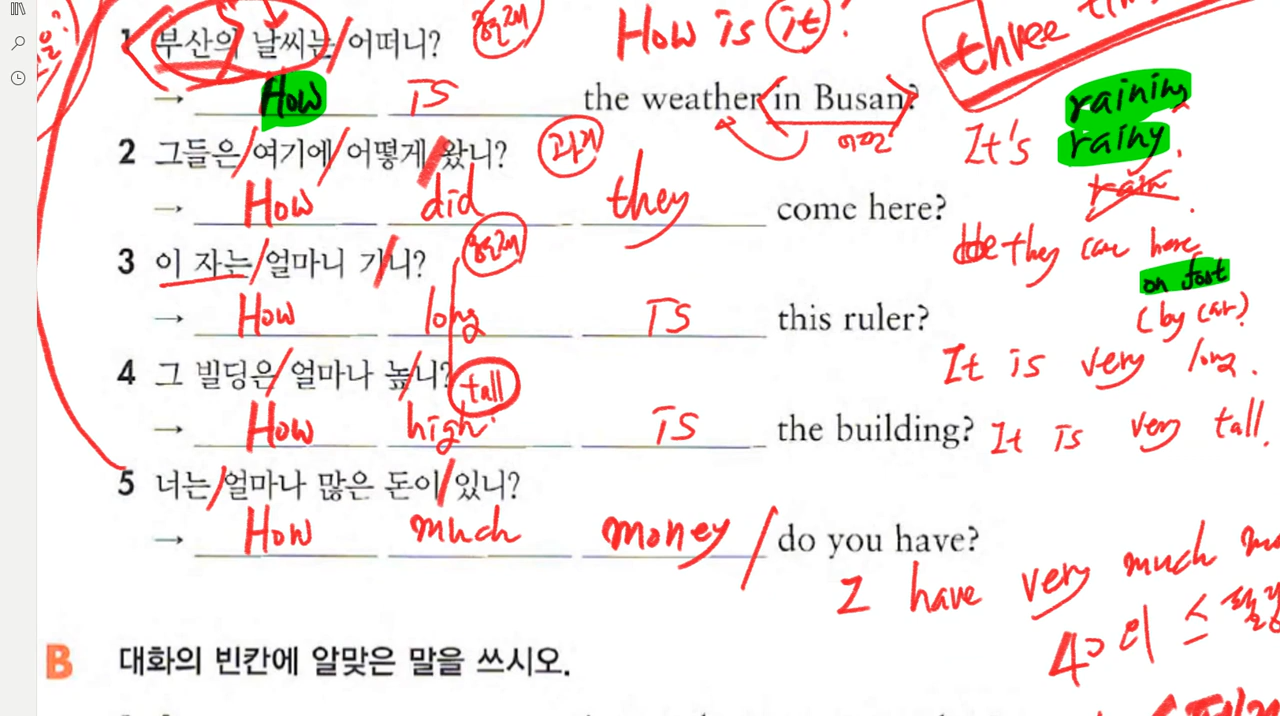 How is it?
three
1 부산의 날씨는/어떠니? 현재
→ How is the weather in Busan?
어떤
raining
It's rainy.
rain.
2 그들은/여기에/어떻게/왔니? 과거
→ How did they come here?
they came here
on foot
(by car)
3 이 자는/얼마니 기니? 현재
→ How long is this ruler?
It is very long.
4 그 빌딩은/얼마나 높/니? tall
→ How high is the building? It is very tall.
5 너는/얼마나 많은 돈이/있니?
→ How much money / do you have?
I have very much
40억
B 대화의 빈칸에 알맞은 말을 쓰시오.